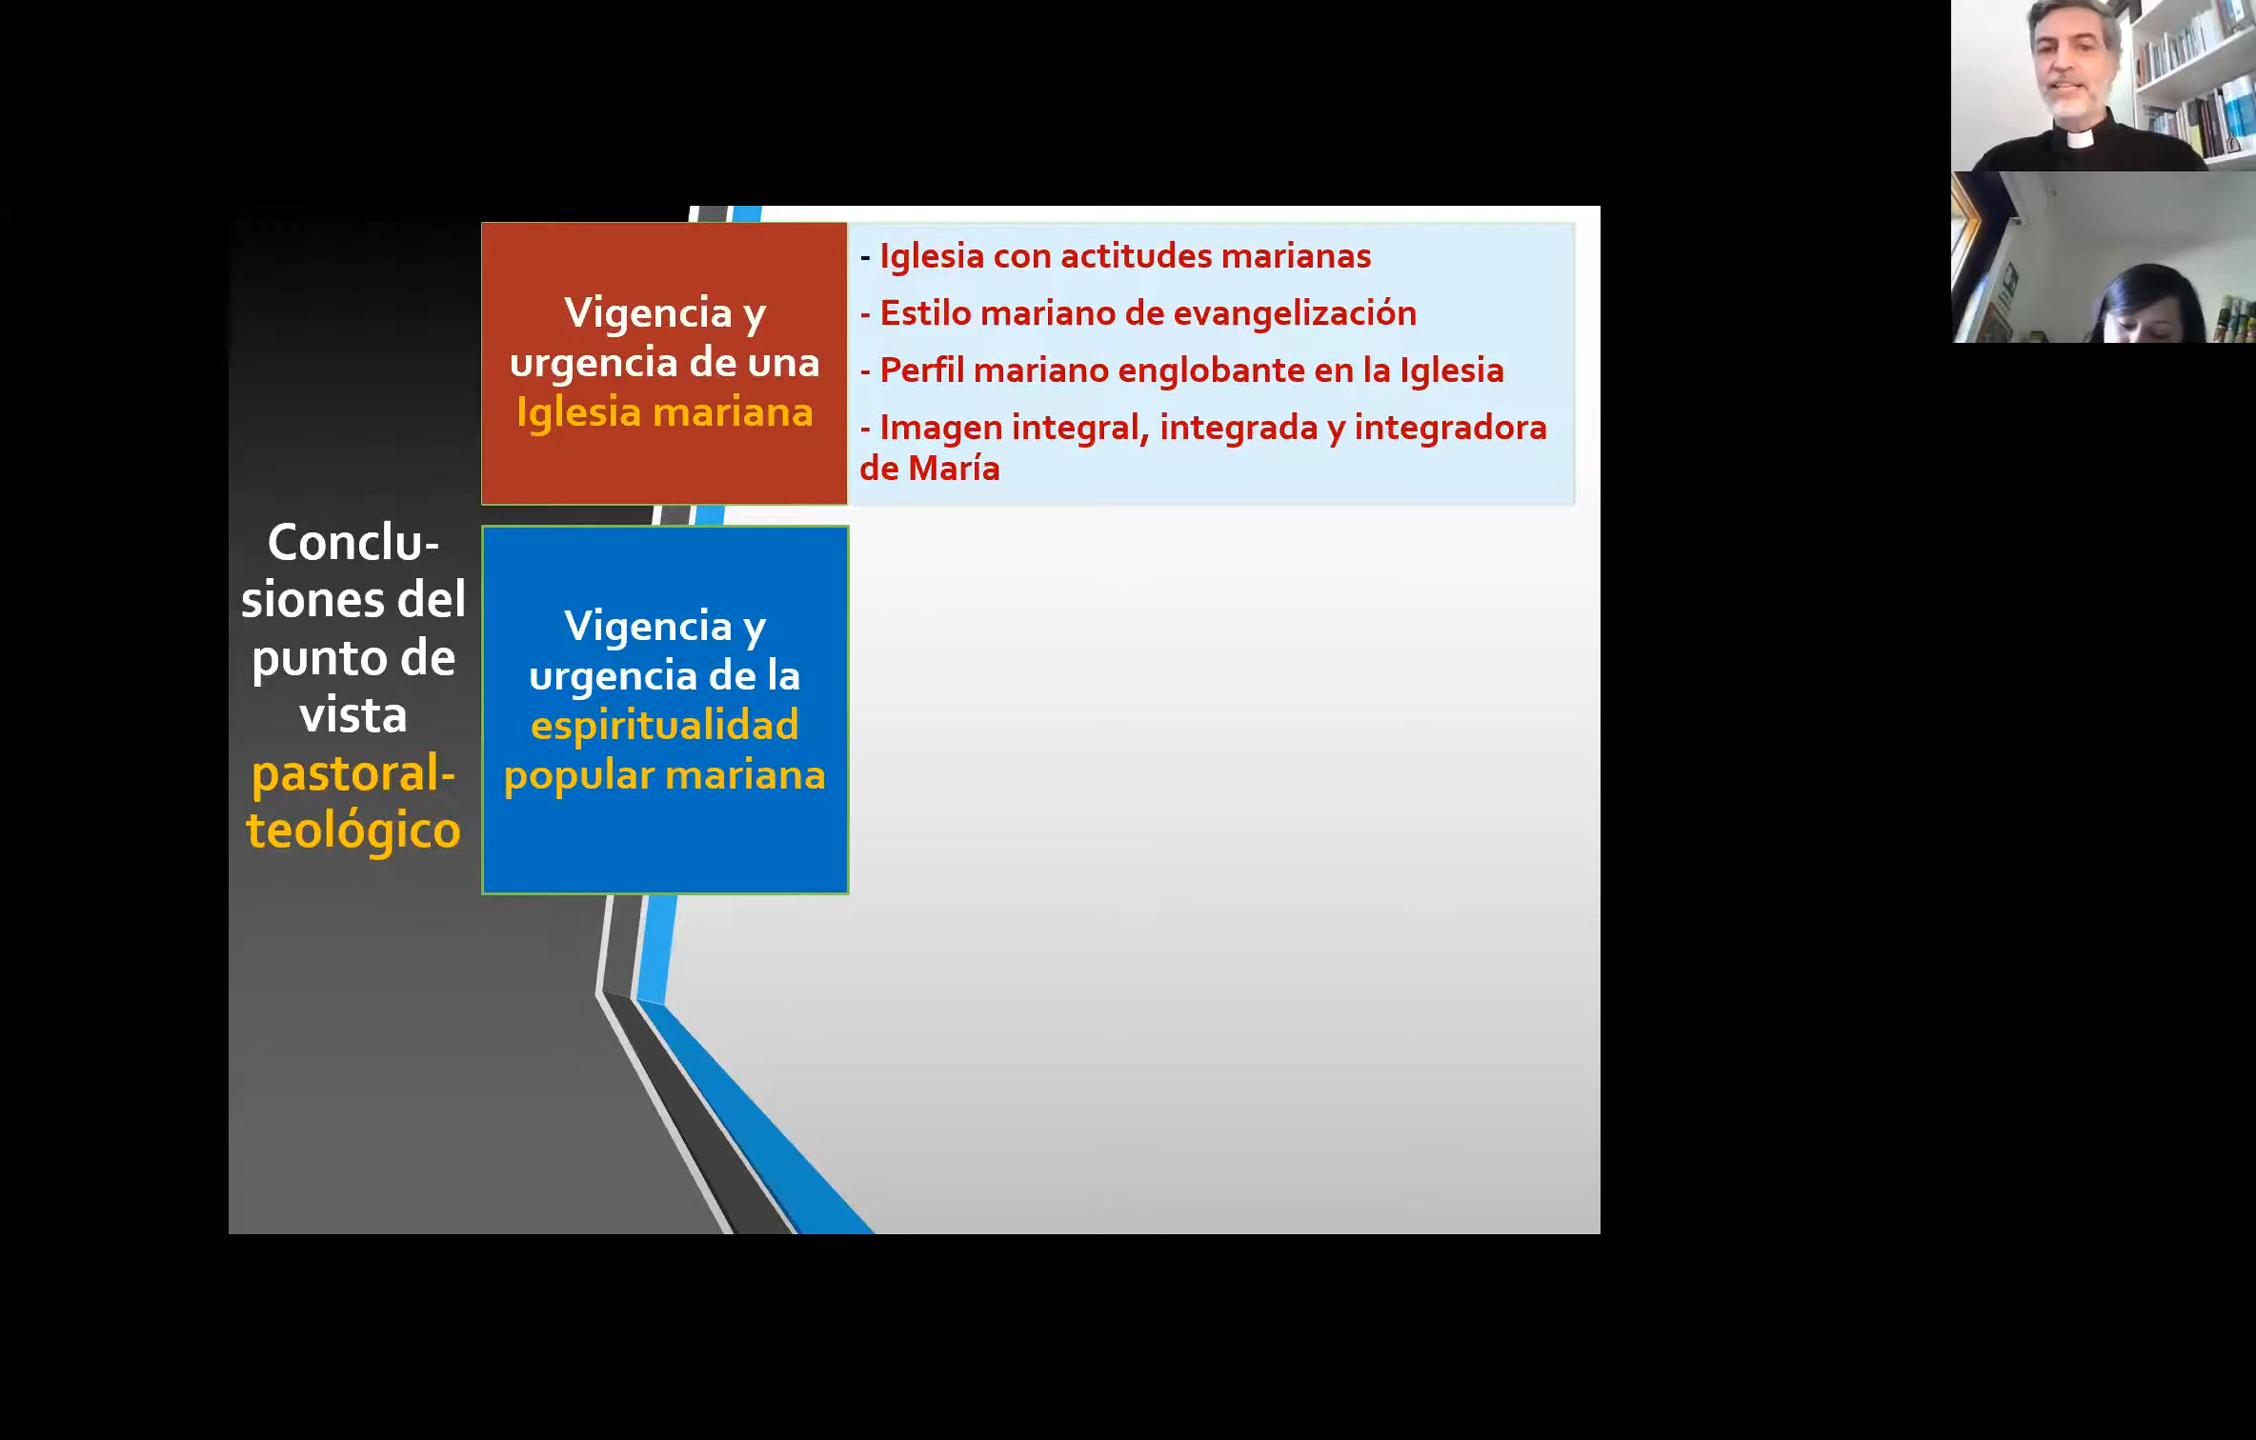 Conclu-
siones del
punto de
vista
pastoral-
teológico
Vigencia y
urgencia de una
Iglesia mariana
- Iglesia con actitudes marianas
- Estilo mariano de evangelización
- Perfil mariano englobante en la Iglesia
- Imagen integral, integrada y integradora
de María
Vigencia y
urgencia de la
espiritualidad
popular mariana